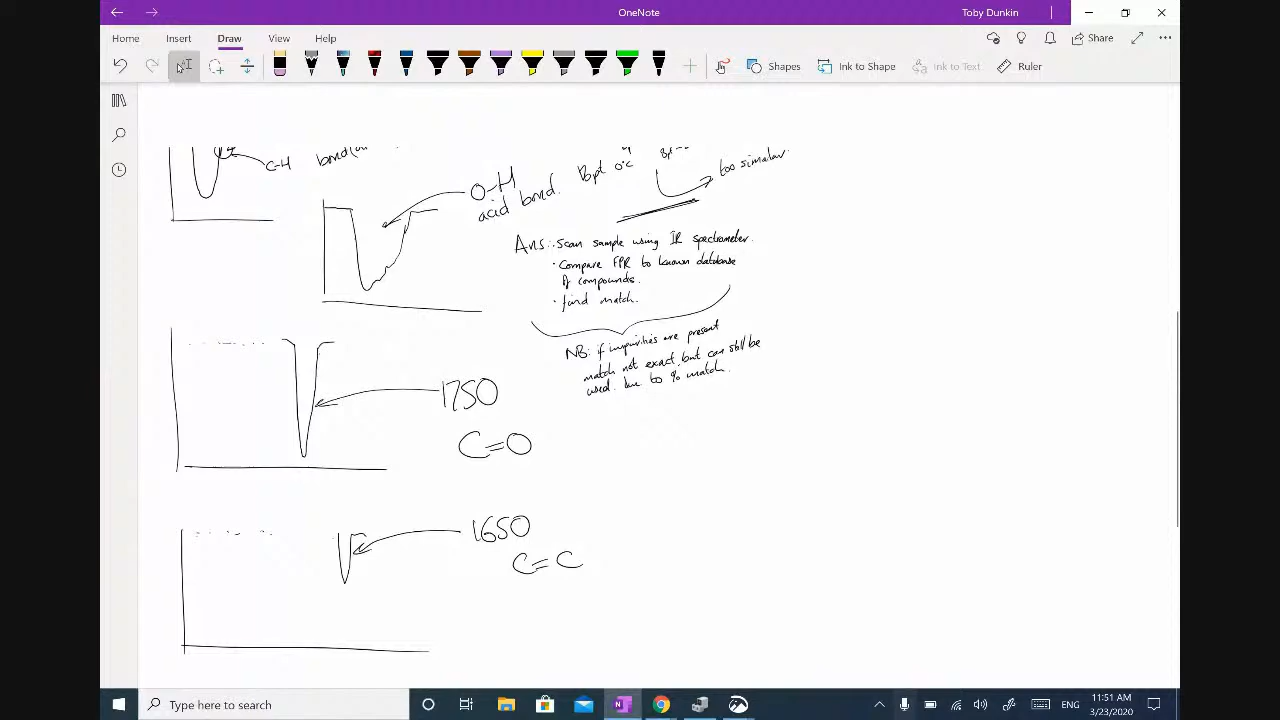 OneNote
Toby Dunkin
Home
Insert
Draw
View
Help
Share
Shapes
Ink to Shape
Ink to Text
Ruler
C-H
Bpt 0°C
too similar
O-H
acid bond.
Ans: · Scan sample using IR spectrometer.
· Compare FPR to known database
of compounds.
· find match.
NB: if impurities are present
match not exact, but can still be
used. due to % match.
1750
C=O
1650
C=C
Type here to search
ENG
11:51 AM
3/23/2020